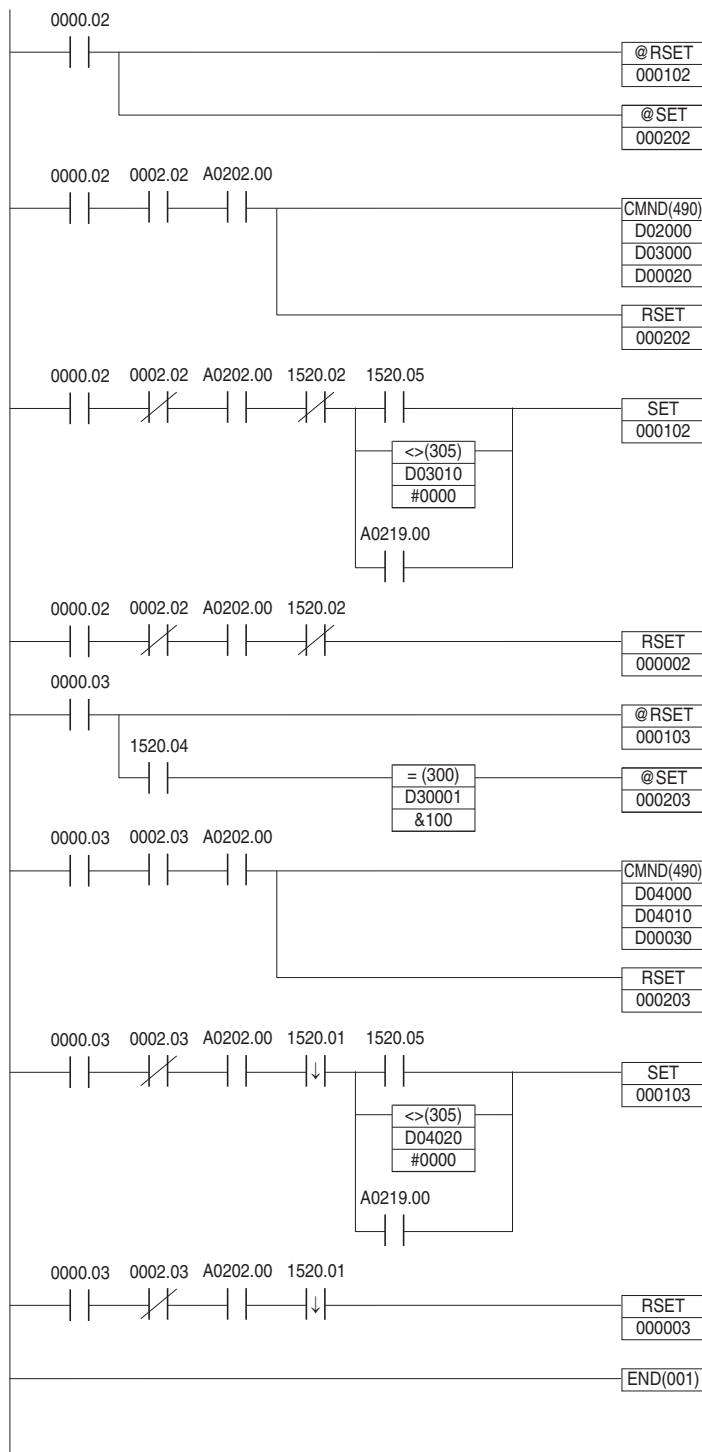 0000.02
@RSET
000102
@SET
000202
0000.02 0002.02 A0202.00
CMND(490)
D02000
D03000
D00020
RSET
000202
0000.02 0002.02 A0202.00 1520.02 1520.05
SET
000102
<>(305)
D03010
#0000
A0219.00
0000.02 0002.02 A0202.00 1520.02
RSET
000002
0000.03
@RSET
000103
1520.04
= (300)
D30001
&100
@SET
000203
0000.03 0002.03 A0202.00
CMND(490)
D04000
D04010
D00030
RSET
000203
0000.03 0002.03 A0202.00 1520.01 1520.05
SET
000103
<>(305)
D04020
#0000
A0219.00
0000.03 0002.03 A0202.00 1520.01
RSET
000003
END(001)